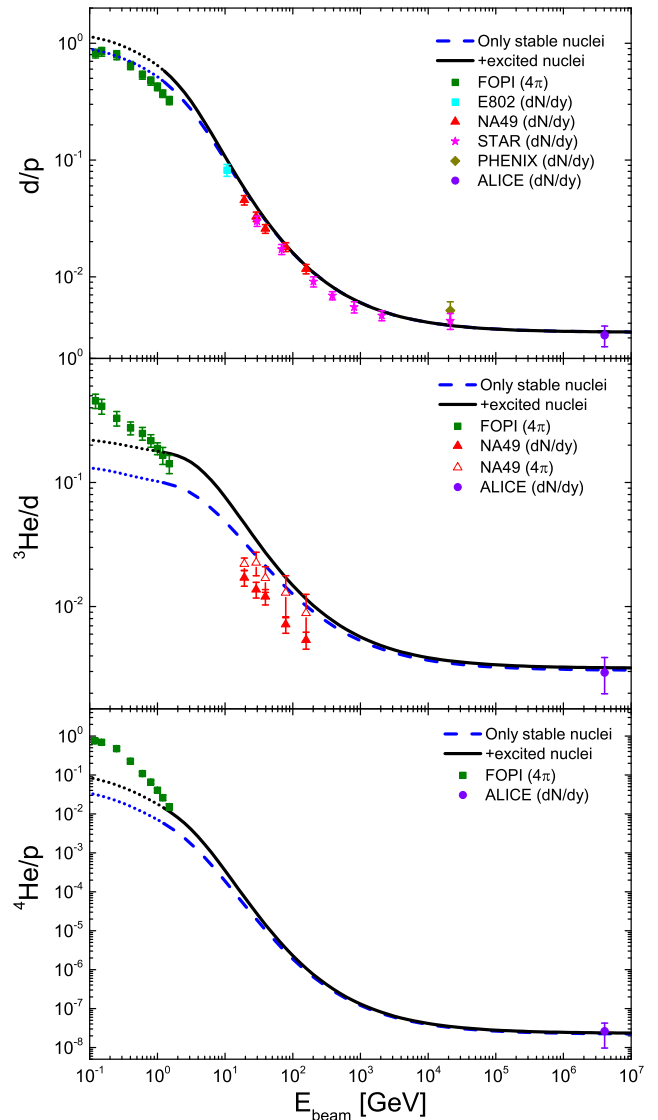 10⁰
10⁻¹
10⁻²
10⁰
d/p
Only stable nuclei
+excited nuclei
FOPI (4π)
E802 (dN/dy)
NA49 (dN/dy)
STAR (dN/dy)
PHENIX (dN/dy)
ALICE (dN/dy)
10⁻¹
10⁻²
³He/d
Only stable nuclei
+excited nuclei
FOPI (4π)
NA49 (dN/dy)
NA49 (4π)
ALICE (dN/dy)
10⁰
10⁻¹
10⁻²
10⁻³
10⁻⁴
10⁻⁵
10⁻⁶
10⁻⁷
10⁻⁸
⁴He/p
Only stable nuclei
+excited nuclei
FOPI (4π)
ALICE (dN/dy)
10⁻¹ 10⁰ 10¹ 10² 10³ 10⁴ 10⁵ 10⁶ 10⁷
E_beam [GeV]